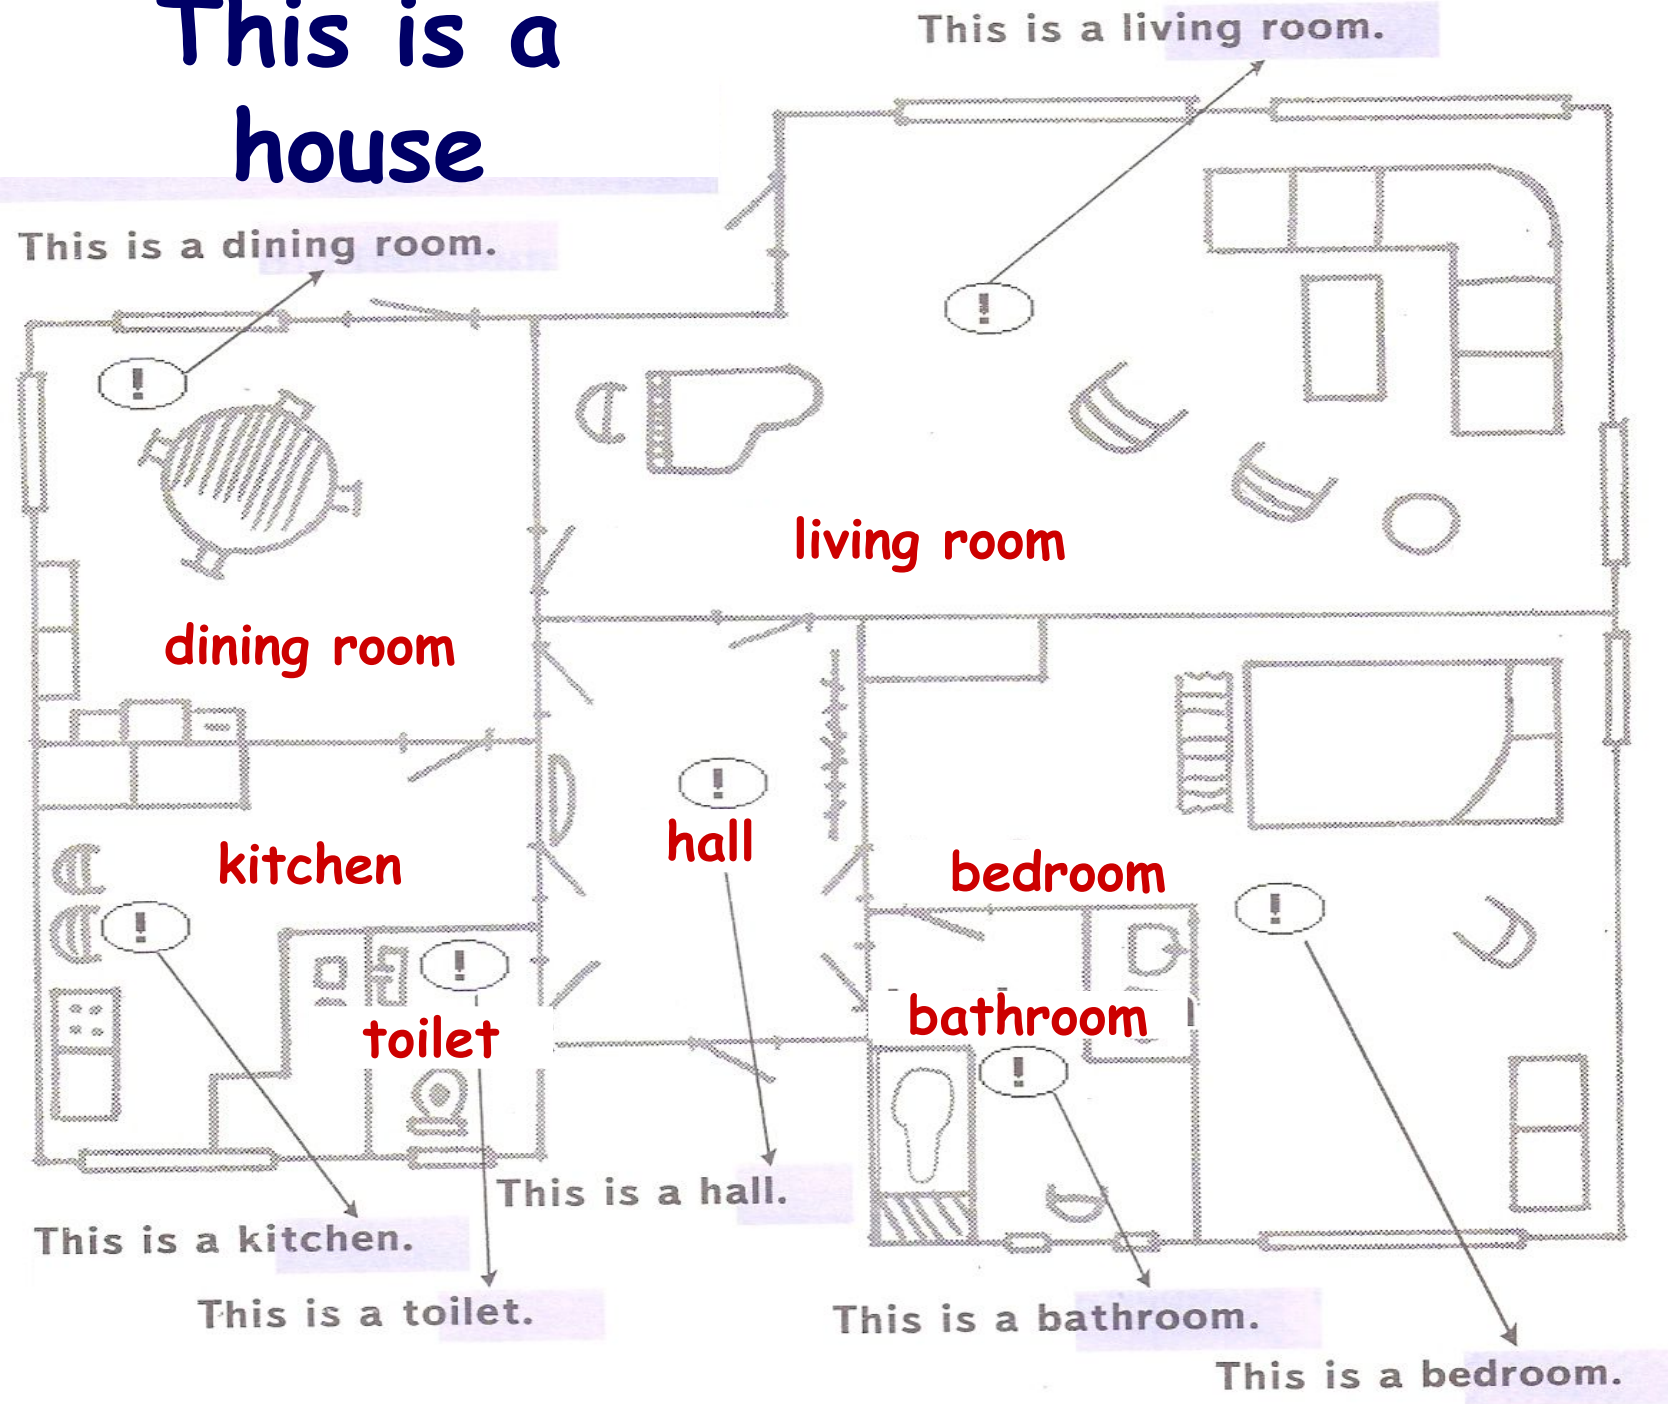 This is a
house
This is a living room.
This is a dining room.
!
!
living room
dining room
!
hall
kitchen
bedroom
!
!
!
toilet
bathroom
!
This is a hall.
This is a kitchen.
This is a toilet.
This is a bathroom.
This is a bedroom.